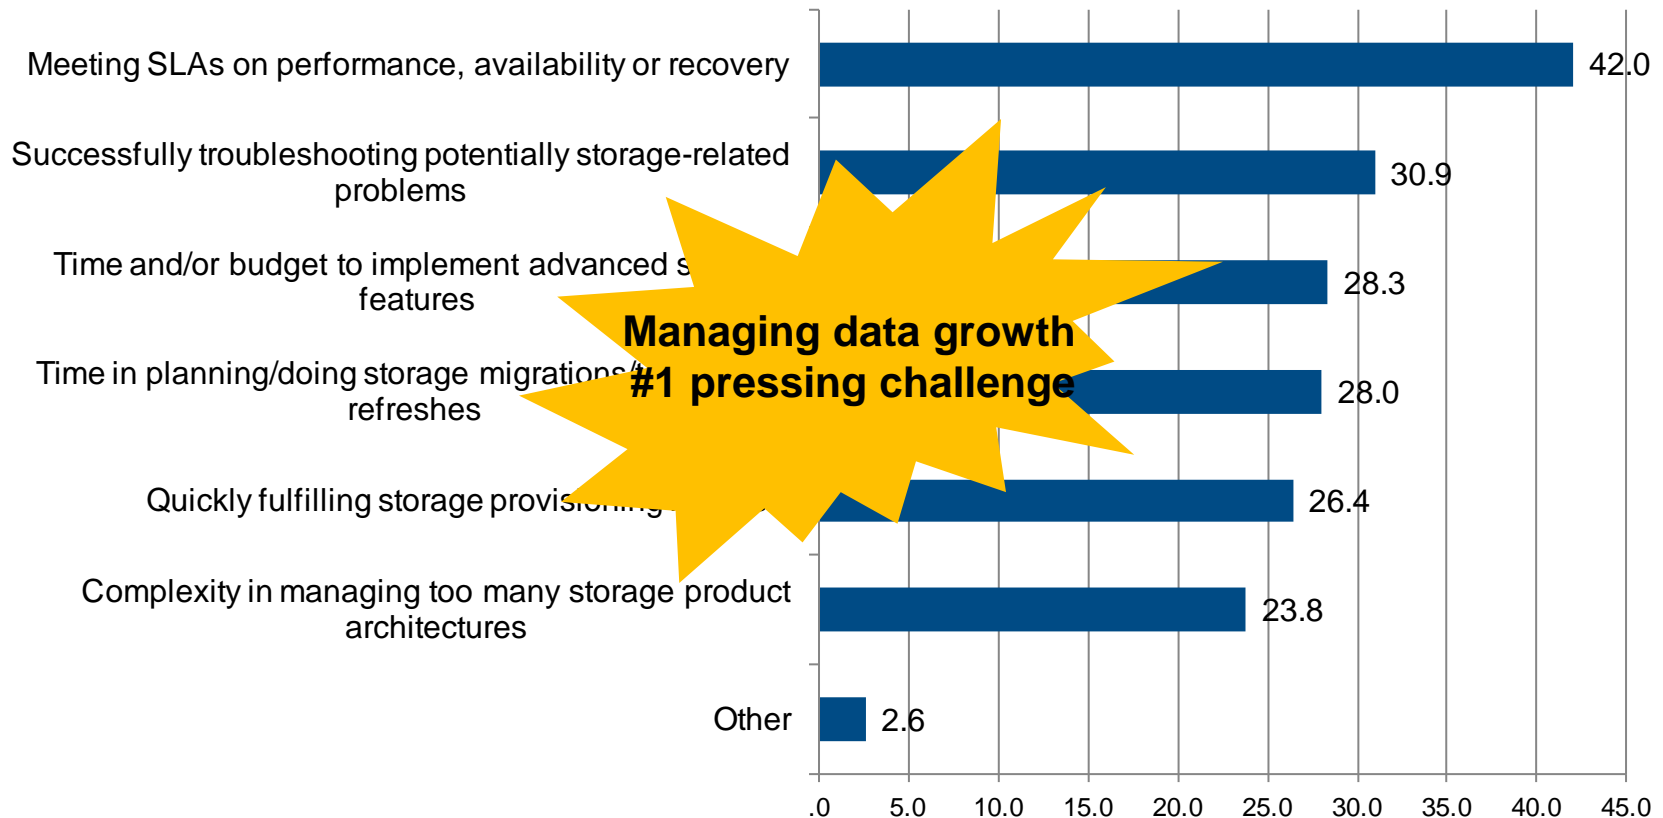 Meeting SLAs on performance, availability or recovery
42.0
Successfully troubleshooting potentially storage-related
problems
30.9
Time and/or budget to implement advanced
features
28.3
Managing data growth
#1 pressing challenge
Time in planning/doing storage migrations/
refreshes
28.0
Quickly fulfilling storage provisioning
26.4
Complexity in managing too many storage product
architectures
23.8
Other
2.6
.0 5.0 10.0 15.0 20.0 25.0 30.0 35.0 40.0 45.0